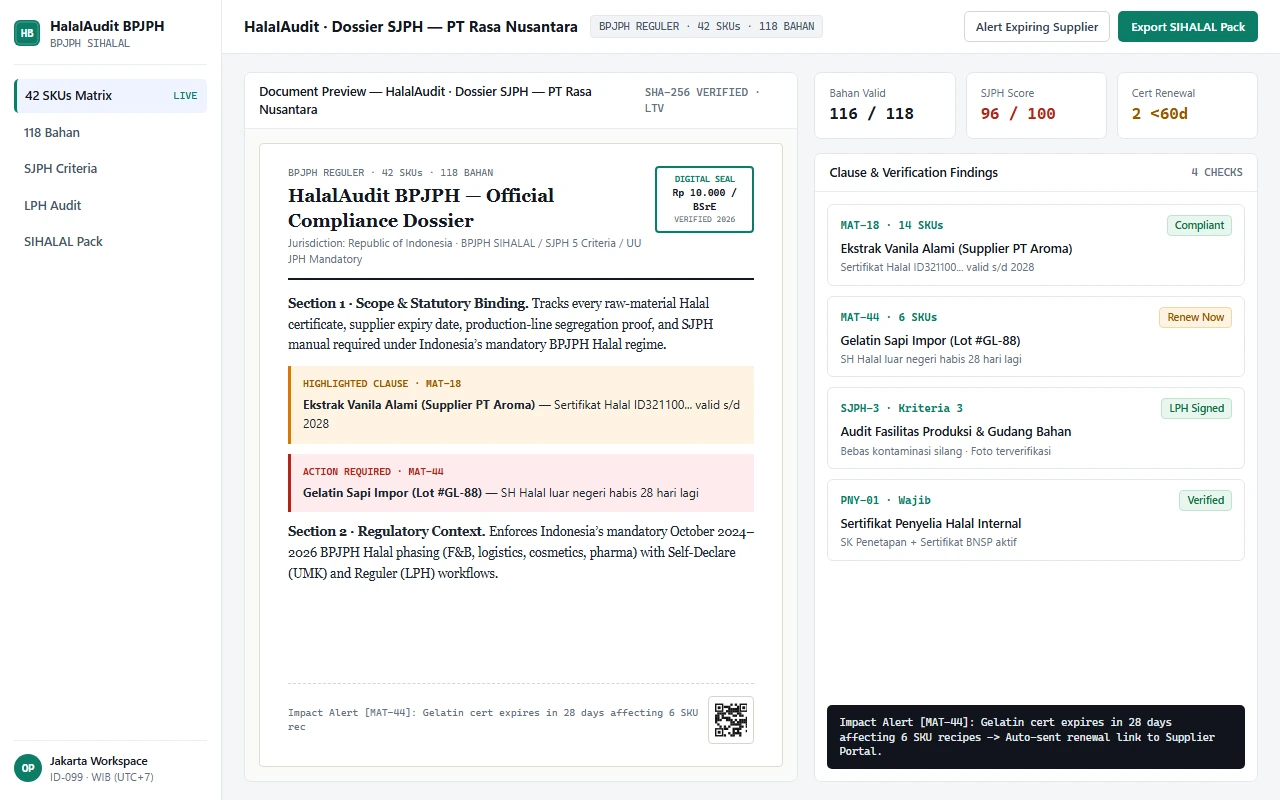 HB
HalalAudit BPJPH
BPJPH SIHALAL
42 SKUs Matrix
LIVE
118 Bahan
SJPH Criteria
LPH Audit
SIHALAL Pack
OP
Jakarta Workspace
ID-099 · WIB (UTC+7)
HalalAudit · Dossier SJPH — PT Rasa Nusantara
BPJPH REGULER · 42 SKUs · 118 BAHAN
Alert Expiring Supplier
Export SIHALAL Pack
Document Preview — HalalAudit · Dossier SJPH — PT Rasa
Nusantara
SHA-256 VERIFIED ·
LTV
BPJPH REGULER · 42 SKUs · 118 BAHAN
HalalAudit BPJPH — Official
Compliance Dossier
Jurisdiction: Republic of Indonesia · BPJPH SIHALAL / SJPH 5 Criteria / UU
JPH Mandatory
DIGITAL SEAL
Rp 10.000 /
BSrE
VERIFIED 2026
Section 1 · Scope & Statutory Binding. Tracks every raw-material Halal
certificate, supplier expiry date, production-line segregation proof, and SJPH
manual required under Indonesia’s mandatory BPJPH Halal regime.
HIGHLIGHTED CLAUSE · MAT-18
Ekstrak Vanila Alami (Supplier PT Aroma) — Sertifikat Halal ID321100... valid s/d
2028
ACTION REQUIRED · MAT-44
Gelatin Sapi Impor (Lot #GL-88) — SH Halal luar negeri habis 28 hari lagi
Section 2 · Regulatory Context. Enforces Indonesia’s mandatory October 2024–
2026 BPJPH Halal phasing (F&B, logistics, cosmetics, pharma) with Self-Declare
(UMK) and Reguler (LPH) workflows.
Impact Alert [MAT-44]: Gelatin cert expires in 28 days affecting 6 SKU
rec
Bahan Valid
116 / 118
SJPH Score
96 / 100
Cert Renewal
2 <60d
Clause & Verification Findings
4 CHECKS
MAT-18 · 14 SKUs
Compliant
Ekstrak Vanila Alami (Supplier PT Aroma)
Sertifikat Halal ID321100... valid s/d 2028
MAT-44 · 6 SKUs
Renew Now
Gelatin Sapi Impor (Lot #GL-88)
SH Halal luar negeri habis 28 hari lagi
SJPH-3 · Kriteria 3
LPH Signed
Audit Fasilitas Produksi & Gudang Bahan
Bebas kontaminasi silang · Foto terverifikasi
PNY-01 · Wajib
Verified
Sertifikat Penyelia Halal Internal
SK Penetapan + Sertifikat BNSP aktif
Impact Alert [MAT-44]: Gelatin cert expires in 28 days
affecting 6 SKU recipes -> Auto-sent renewal link to Supplier
Portal.